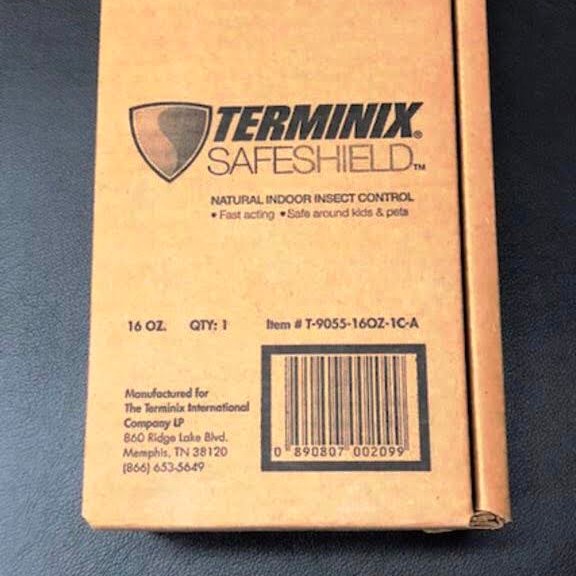 TERMINIX®
SAFESHIELD™
NATURAL INDOOR INSECT CONTROL
• Fast acting • Safe around kids & pets
16 OZ. QTY: 1 Item # T-9055-16OZ-1C-A
Manufactured for
The Terminix International
Company LP
860 Ridge Lake Blvd.
Memphis, TN 38120
(866) 653-5649
0 890807 002099